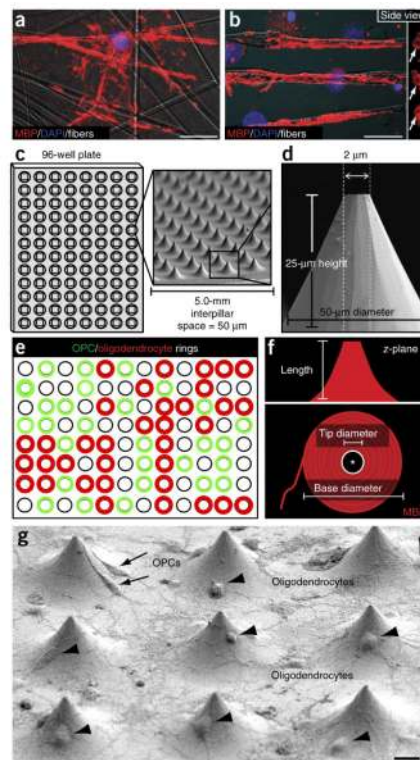 a
MBP/DAPI/fibers
b
Side view
MBP/DAPI/fibers
c
96-well plate
5.0-mm
interpillar
space = 50 μm
d
2 μm
25-μm height
50-μm diameter
e
OPC/oligodendrocyte rings
f
z-plane
Length
Tip diameter
Base diameter
g
OPCs
Oligodendrocytes
Oligodendrocytes